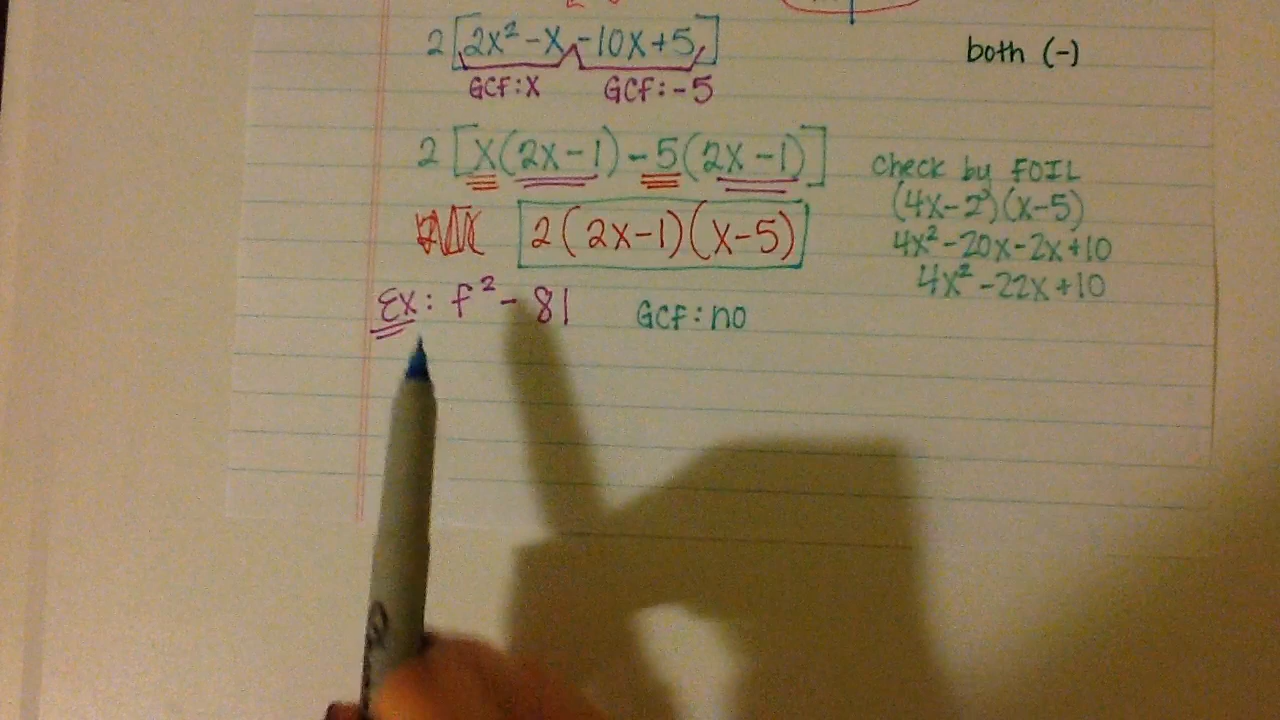 2[2x² - x - 10x + 5]
both (-)
GCF: x GCF: -5
2[x(2x - 1) - 5(2x - 1)]
check by FOIL
(4x - 2)(x - 5)
2(2x - 1)(x - 5)
4x² - 20x - 2x + 10
4x² - 22x + 10
Ex: f² - 81 GCF: no